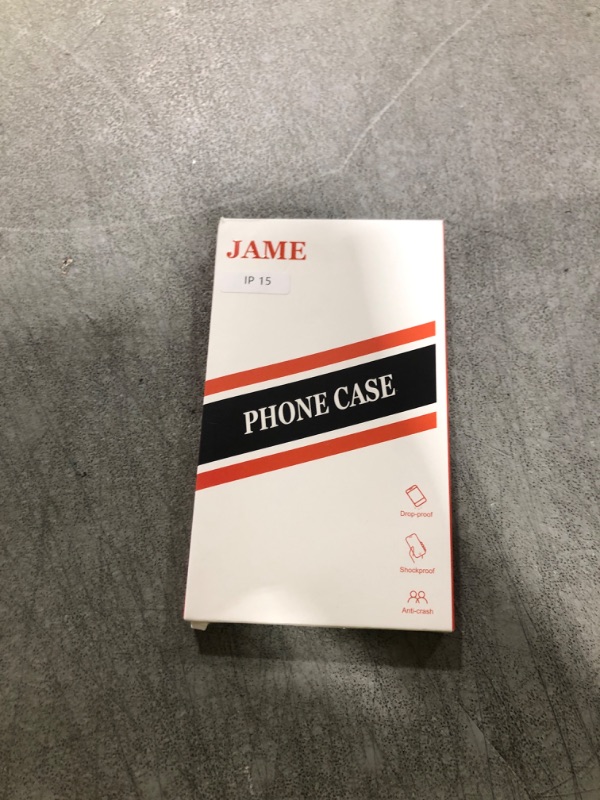 JAME
IP 15
PHONE CASE
Drop-proof
Shockproof
Anti-crash